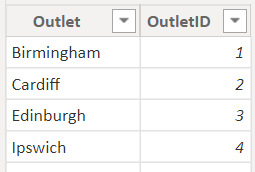 Outlet OutletID
Birmingham 1
Cardiff 2
Edinburgh 3
Ipswich 4